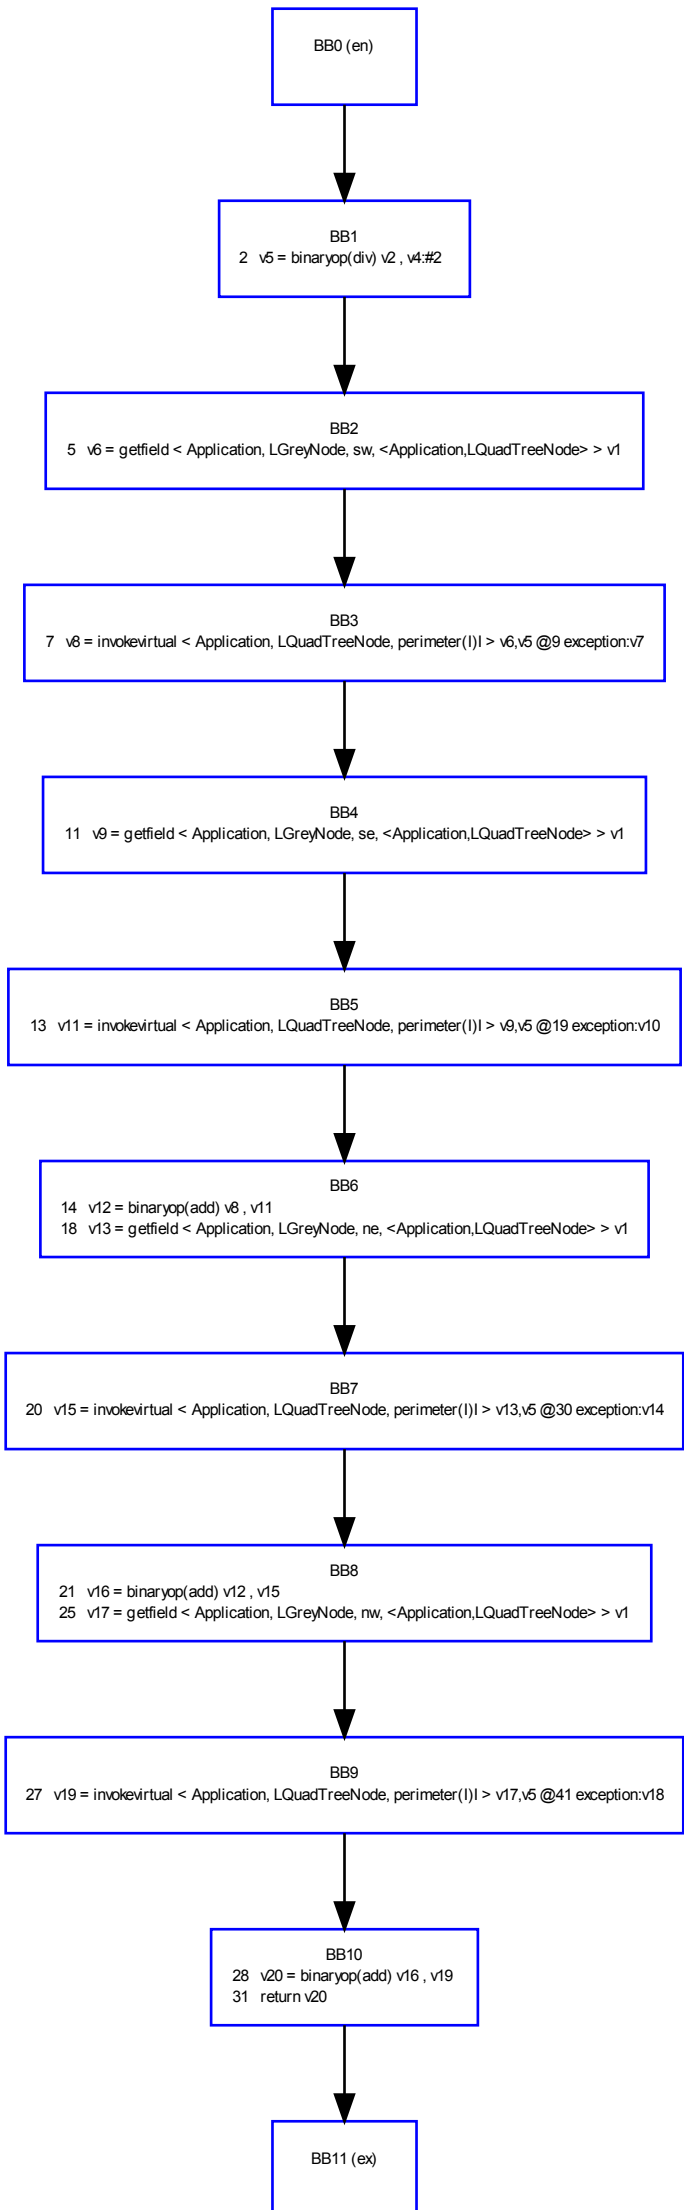 BB0 (en)
BB1
2 v5 = binaryop(div) v2 , v4:#2
BB2
5 v6 = getfield < Application, LGreyNode, sw, <Application,LQuadTreeNode> > v1
BB3
7 v8 = invokevirtual < Application, LQuadTreeNode, perimeter(I)I > v6,v5 @9 exception:v7
BB4
11 v9 = getfield < Application, LGreyNode, se, <Application,LQuadTreeNode> > v1
BB5
13 v11 = invokevirtual < Application, LQuadTreeNode, perimeter(I)I > v9,v5 @19 exception:v10
BB6
14 v12 = binaryop(add) v8 , v11
18 v13 = getfield < Application, LGreyNode, ne, <Application,LQuadTreeNode> > v1
BB7
20 v15 = invokevirtual < Application, LQuadTreeNode, perimeter(I)I > v13,v5 @30 exception:v14
BB8
21 v16 = binaryop(add) v12 , v15
25 v17 = getfield < Application, LGreyNode, nw, <Application,LQuadTreeNode> > v1
BB9
27 v19 = invokevirtual < Application, LQuadTreeNode, perimeter(I)I > v17,v5 @41 exception:v18
BB10
28 v20 = binaryop(add) v16 , v19
31 return v20
BB11 (ex)